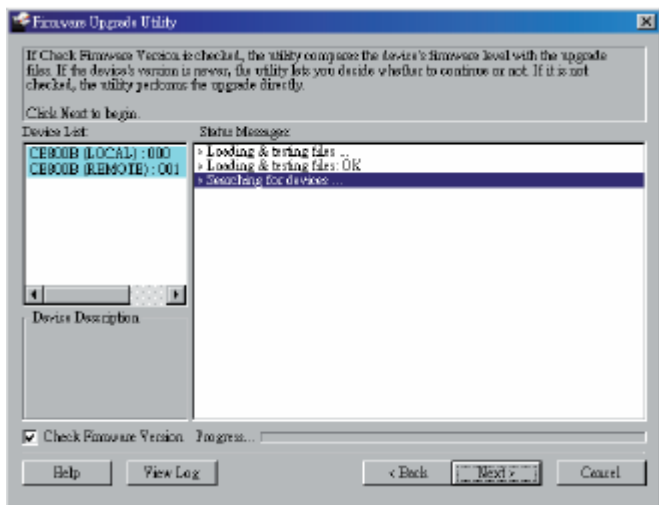 Firmware Upgrade Utility
If Check Firmware Version is checked, the utility compares the device's firmware level with the upgrade
files. If the device's version is newer, the utility lets you decide whether to continue or not. If it is not
checked, the utility performs the upgrade directly.
Click Next to begin.
Device List:
Status Messages:
CE800B (LOCAL) : 000
CE800B (REMOTE) : 001
› Loading & testing files ...
› Loading & testing files: OK
› Searching for devices ...
Device Description
Check Firmware Version
Progress...
Help
View Log
< Back
Next >
Cancel